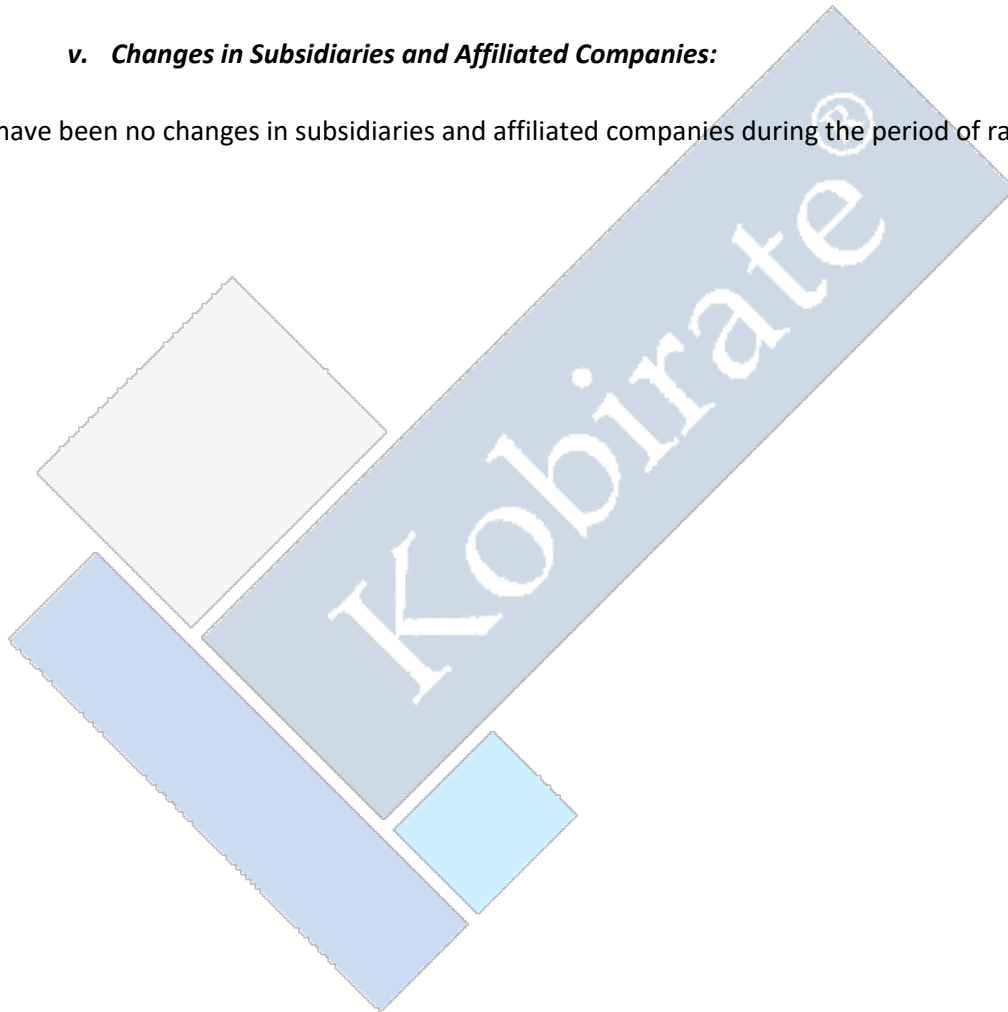 v. Changes in Subsidiaries and Affiliated Companies:
have been no changes in subsidiaries and affiliated companies during the period of
Kobirate®